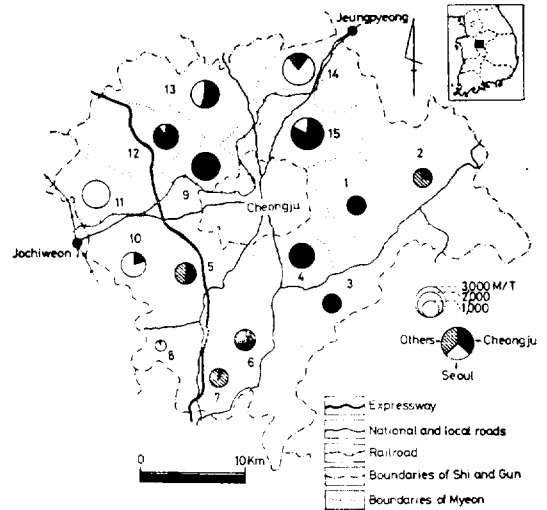 Jeungpyeong
13
14
12
15
2
11
9
1
Cheongju
Jochiweon
10
5
4
3
8
6
7
3,000 M/T
2,000
1,000
Others
Cheongju
Seoul
Expressway
National and local roads
Railroad
Boundaries of Shi and Gun
Boundaries of Myeon
0 10Km